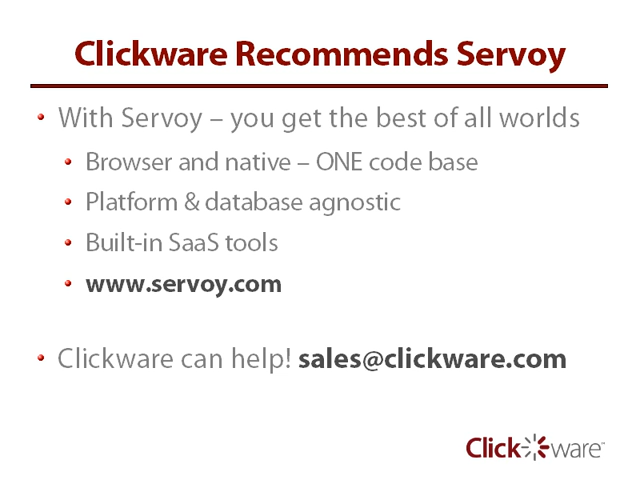 Clickware Recommends Servoy
• With Servoy – you get the best of all worlds
• Browser and native – ONE code base
• Platform & database agnostic
• Built-in SaaS tools
• www.servoy.com
• Clickware can help! sales@clickware.com
Clickware™